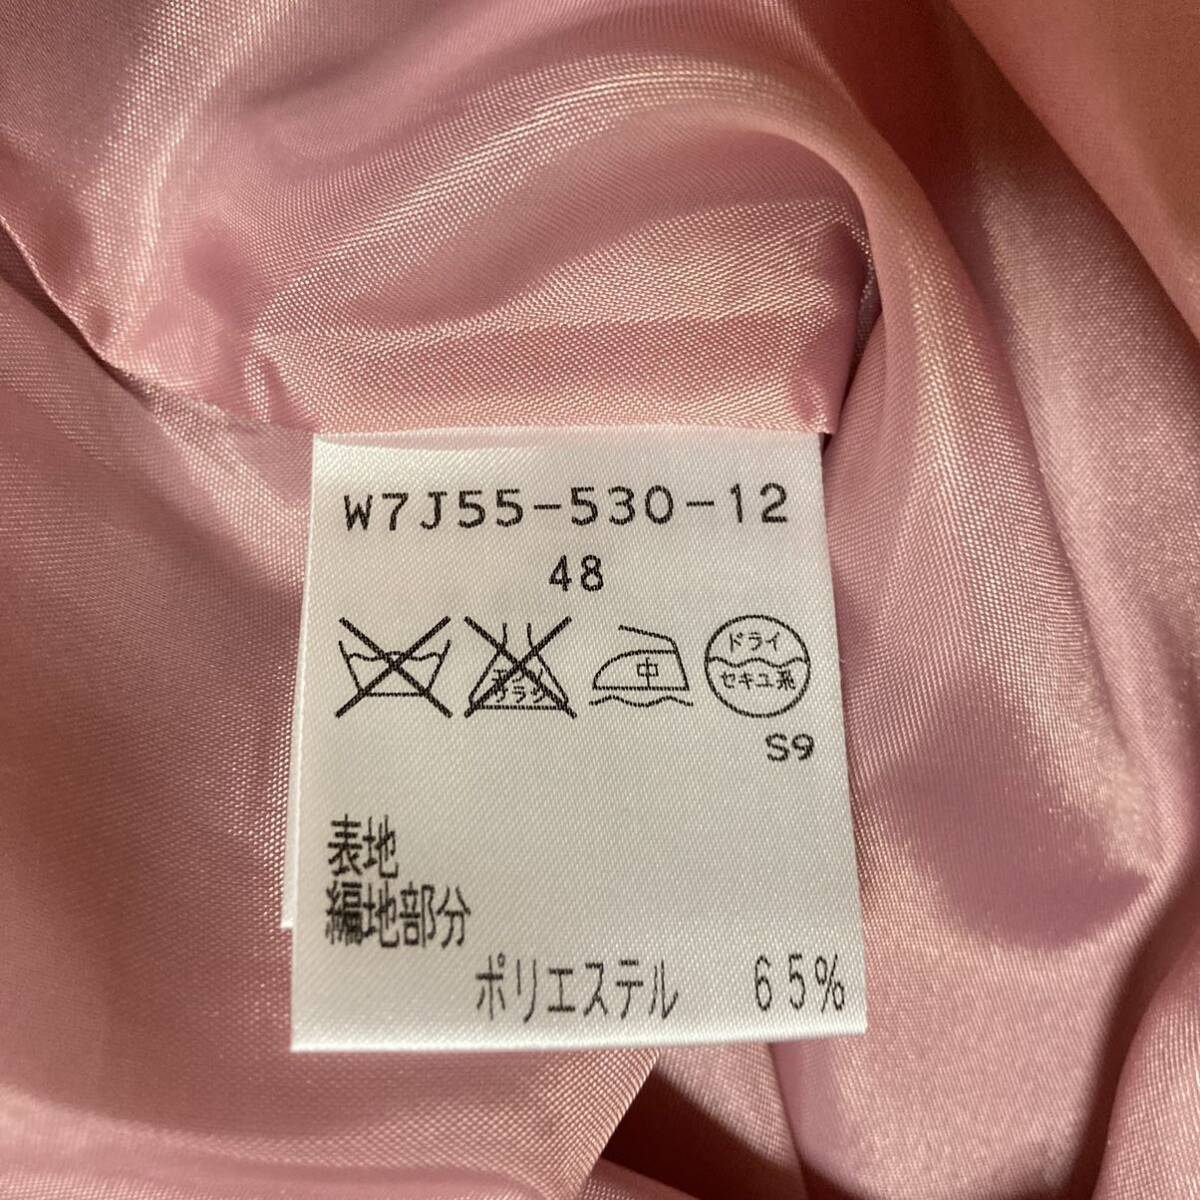 W7J55-530-12
48
中
ドライ
セキユ系
S9
表地
編地部分
ポリエステル 65%